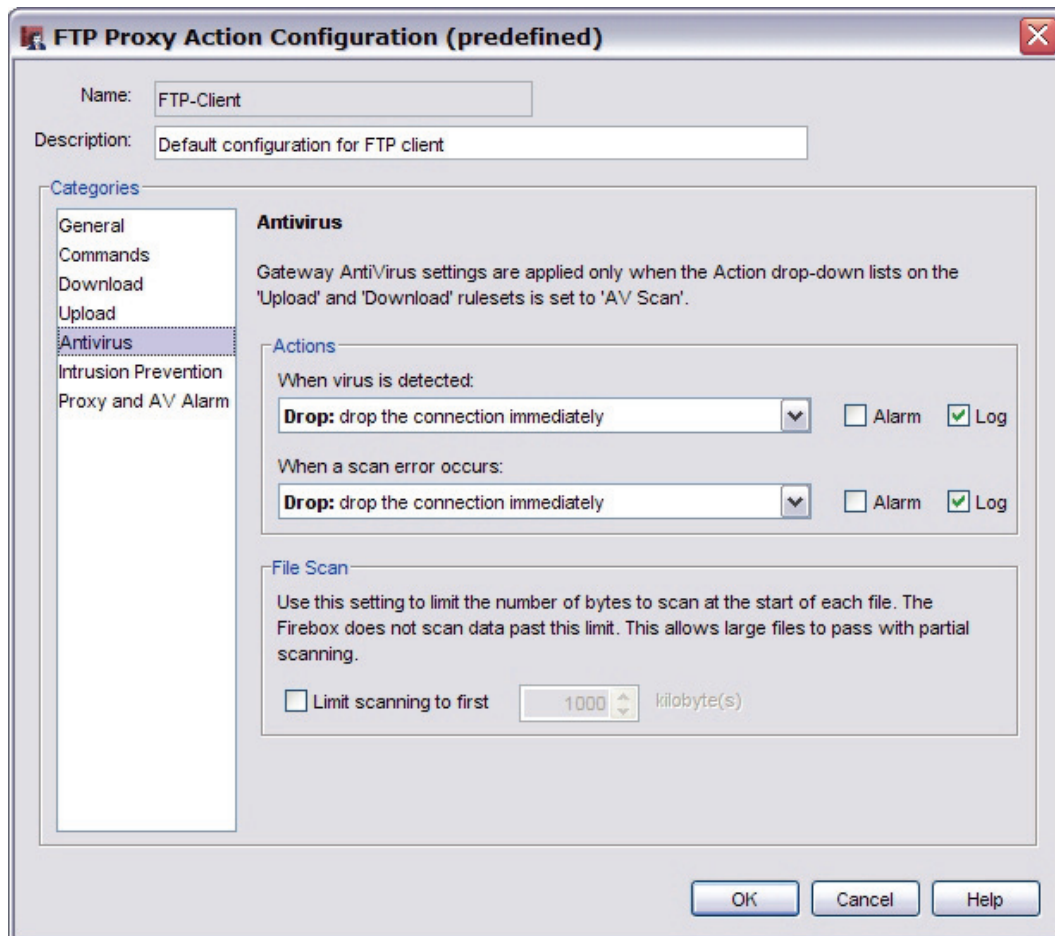 FTP Proxy Action Configuration (predefined)
Name: FTP-Client
Description: Default configuration for FTP client
Categories
General
Commands
Download
Upload
Antivirus
Intrusion Prevention
Proxy and AV Alarm
Antivirus
Gateway AntiVirus settings are applied only when the Action drop-down lists on the
'Upload' and 'Download' rulesets is set to 'AV Scan'.
Actions
When virus is detected:
Drop: drop the connection immediately Alarm Log
When a scan error occurs:
Drop: drop the connection immediately Alarm Log
File Scan
Use this setting to limit the number of bytes to scan at the start of each file. The
Firebox does not scan data past this limit. This allows large files to pass with partial
scanning.
Limit scanning to first 1000 kilobyte(s)
OK Cancel Help